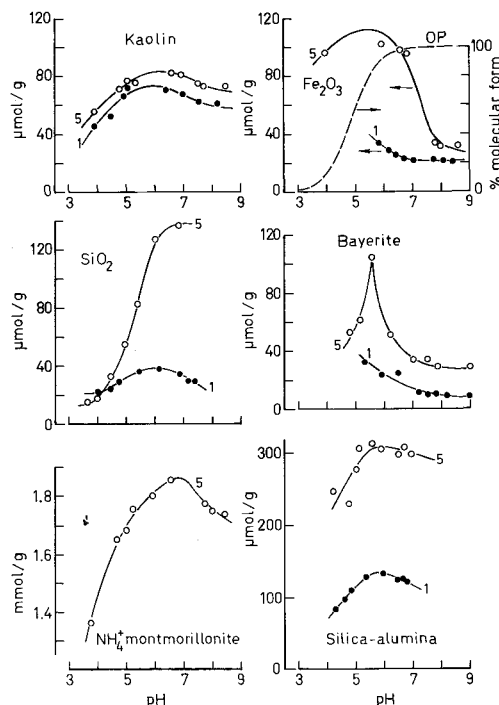 Kaolin
μmol/g
120
80
40
0
5
1
3 5 7 9
Fe2O3
OP
μmol/g
120
80
40
0
5
1
100
50
0
% molecular form
3 5 7 9
SiO2
μmol/g
120
80
40
0
5
1
3 5 7 9
Bayerite
μmol/g
120
80
40
0
5
1
3 5 7 9
mmol/g
1.8
1.6
1.4
5
NH4+ montmorillonite
3 5 7 9
pH
μmol/g
300
200
100
0
5
1
Silica-alumina
3 5 7 9
pH